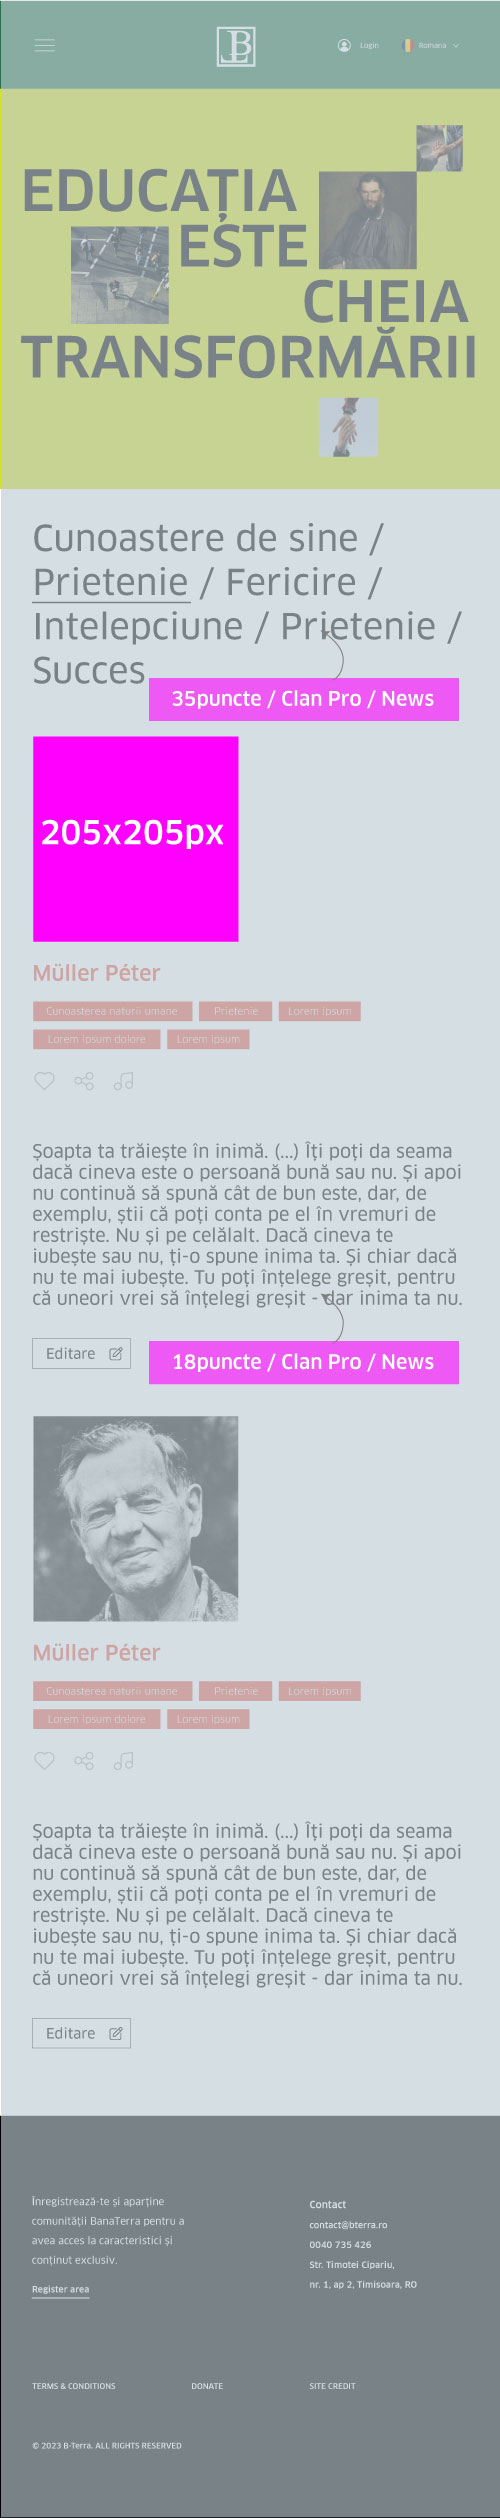 B
Login
Romana
EDUCAȚIA
ESTE
CHEIA
TRANSFORMĂRII
Cunoastere de sine /
Prietenie / Fericire /
Intelepciune / Prietenie /
Succes
35puncte / Clan Pro / News
205x205px
Müller Péter
Cunoasterea naturii umane Prietenie Lorem ipsum
Lorem ipsum dolore Lorem ipsum
Șoapta ta trăiește în inimă. (...) Îți poți da seama
dacă cineva este o persoană bună sau nu. Și apoi
nu continuă să spună cât de bun este, dar, de
exemplu, știi că poți conta pe el în vremuri de
restriște. Nu și pe celălalt. Dacă cineva te
iubește sau nu, ți-o spune inima ta. Și chiar dacă
nu te mai iubește. Tu poți înțelege greșit, pentru
că uneori vrei să înțelegi greșit - dar inima ta nu.
Editare
18puncte / Clan Pro / News
Müller Péter
Cunoasterea naturii umane Prietenie Lorem ipsum
Lorem ipsum dolore Lorem ipsum
Șoapta ta trăiește în inimă. (...) Îți poți da seama
dacă cineva este o persoană bună sau nu. Și apoi
nu continuă să spună cât de bun este, dar, de
exemplu, știi că poți conta pe el în vremuri de
restriște. Nu și pe celălalt. Dacă cineva te
iubește sau nu, ți-o spune inima ta. Și chiar dacă
nu te mai iubește. Tu poți înțelege greșit, pentru
că uneori vrei să înțelegi greșit - dar inima ta nu.
Editare
Înregistrează-te și aparține
comunității BanaTerra pentru a
avea acces la caracteristici și
conținut exclusiv.
Register area
Contact
contact@bterra.ro
0040 735 426
Str. Timotei Cipariu,
nr. 1, ap 2, Timisoara, RO
TERMS & CONDITIONS
DONATE
SITE CREDIT
© 2023 B-Terra. ALL RIGHTS RESERVED